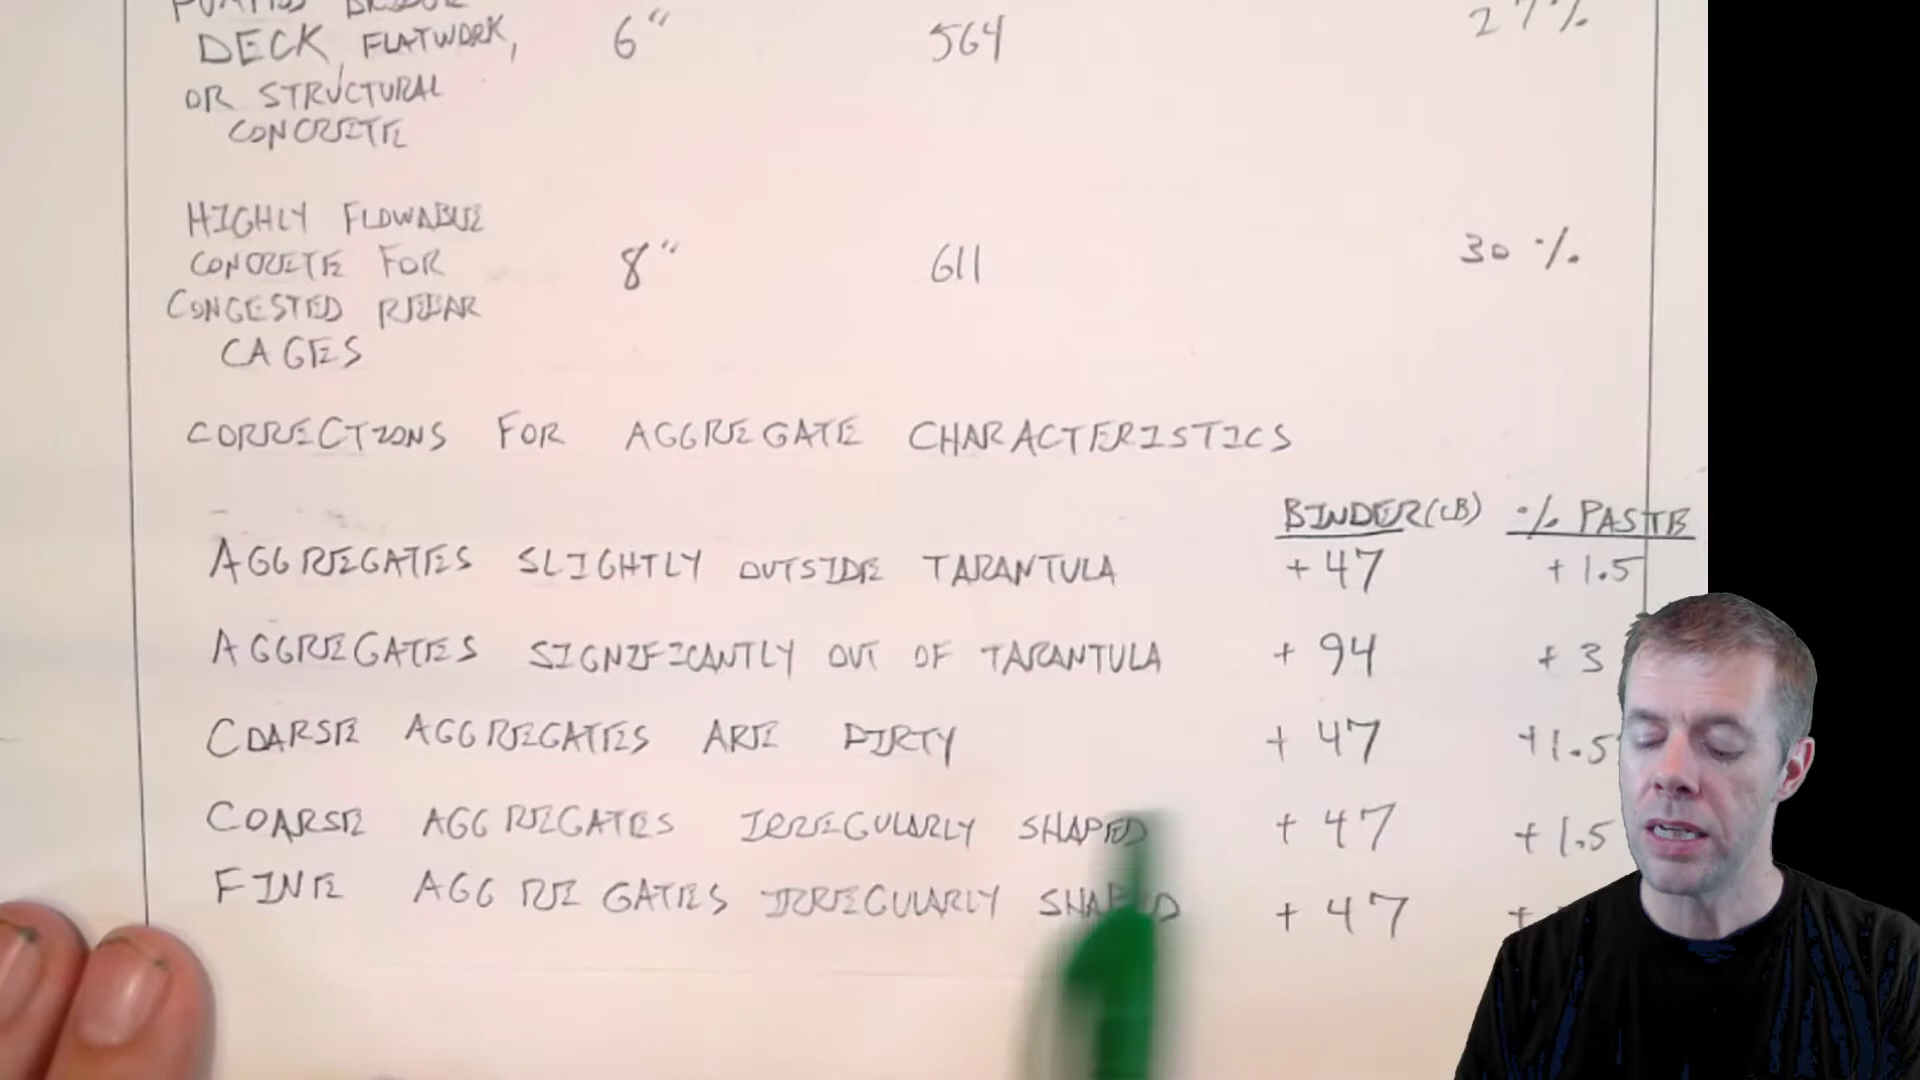 DECK, FLATWORK, 6" 564 27%
OR STRUCTURAL
CONCRETE
HIGHLY FLOWABLE
CONCRETE FOR 8" 611 30 %
CONGESTED REBAR
CAGES
CORRECTIONS FOR AGGREGATE CHARACTERISTICS
BINDER (LB) % PASTE
AGGREGATES SLIGHTLY OUTSIDE TARANTULA +47 +1.5
AGGREGATES SIGNIFICANTLY OUT OF TARANTULA + 94 + 3
COARSE AGGREGATES ARE DIRTY + 47 +1.5
COARSE AGGREGATES IRREGULARLY SHAPED + 47 + 1.5
FINE AGGREGATES IRREGULARLY SHAPED + 47 +